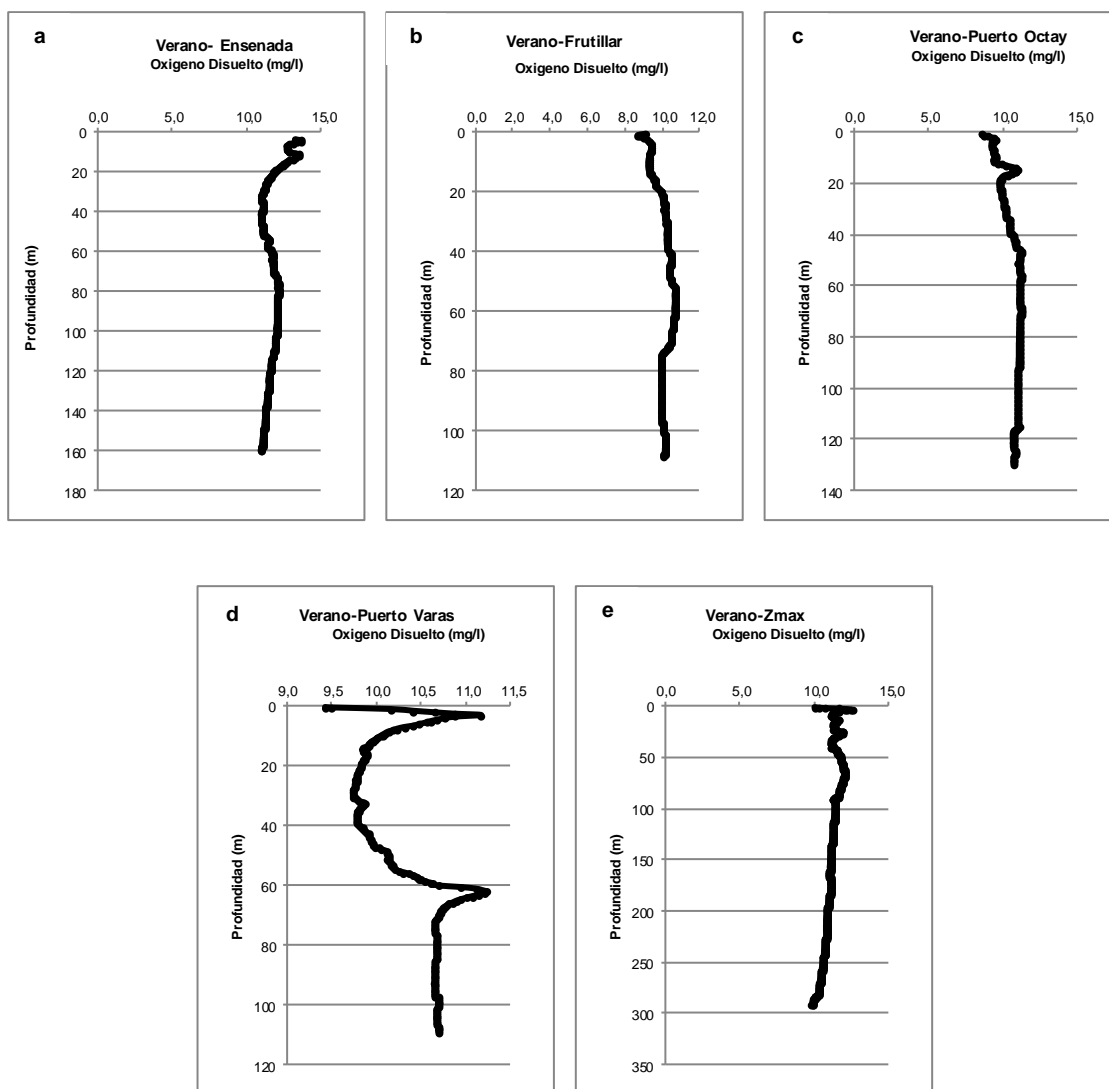 a
Verano- Ensenada
Oxigeno Disuelto (mg/l)
0,0 5,0 10,0 15,0
0
20
40
60
80
100
120
140
160
180
Profundidad (m)
b
Verano-Frutillar
Oxigeno Disuelto (mg/l)
0,0 2,0 4,0 6,0 8,0 10,0 12,0
0
20
40
60
80
100
120
Profundidad (m)
c
Verano-Puerto Octay
Oxigeno Disuelto (mg/l)
0,0 5,0 10,0 15,0
0
20
40
60
80
100
120
140
Profundidad (m)
d
Verano-Puerto Varas
Oxigeno Disuelto (mg/l)
9,0 9,5 10,0 10,5 11,0 11,5
0
20
40
60
80
100
120
Profundidad (m)
e
Verano-Zmax
Oxigeno Disuelto (mg/l)
0,0 5,0 10,0 15,0
0
50
100
150
200
250
300
350
Profundidad (m)